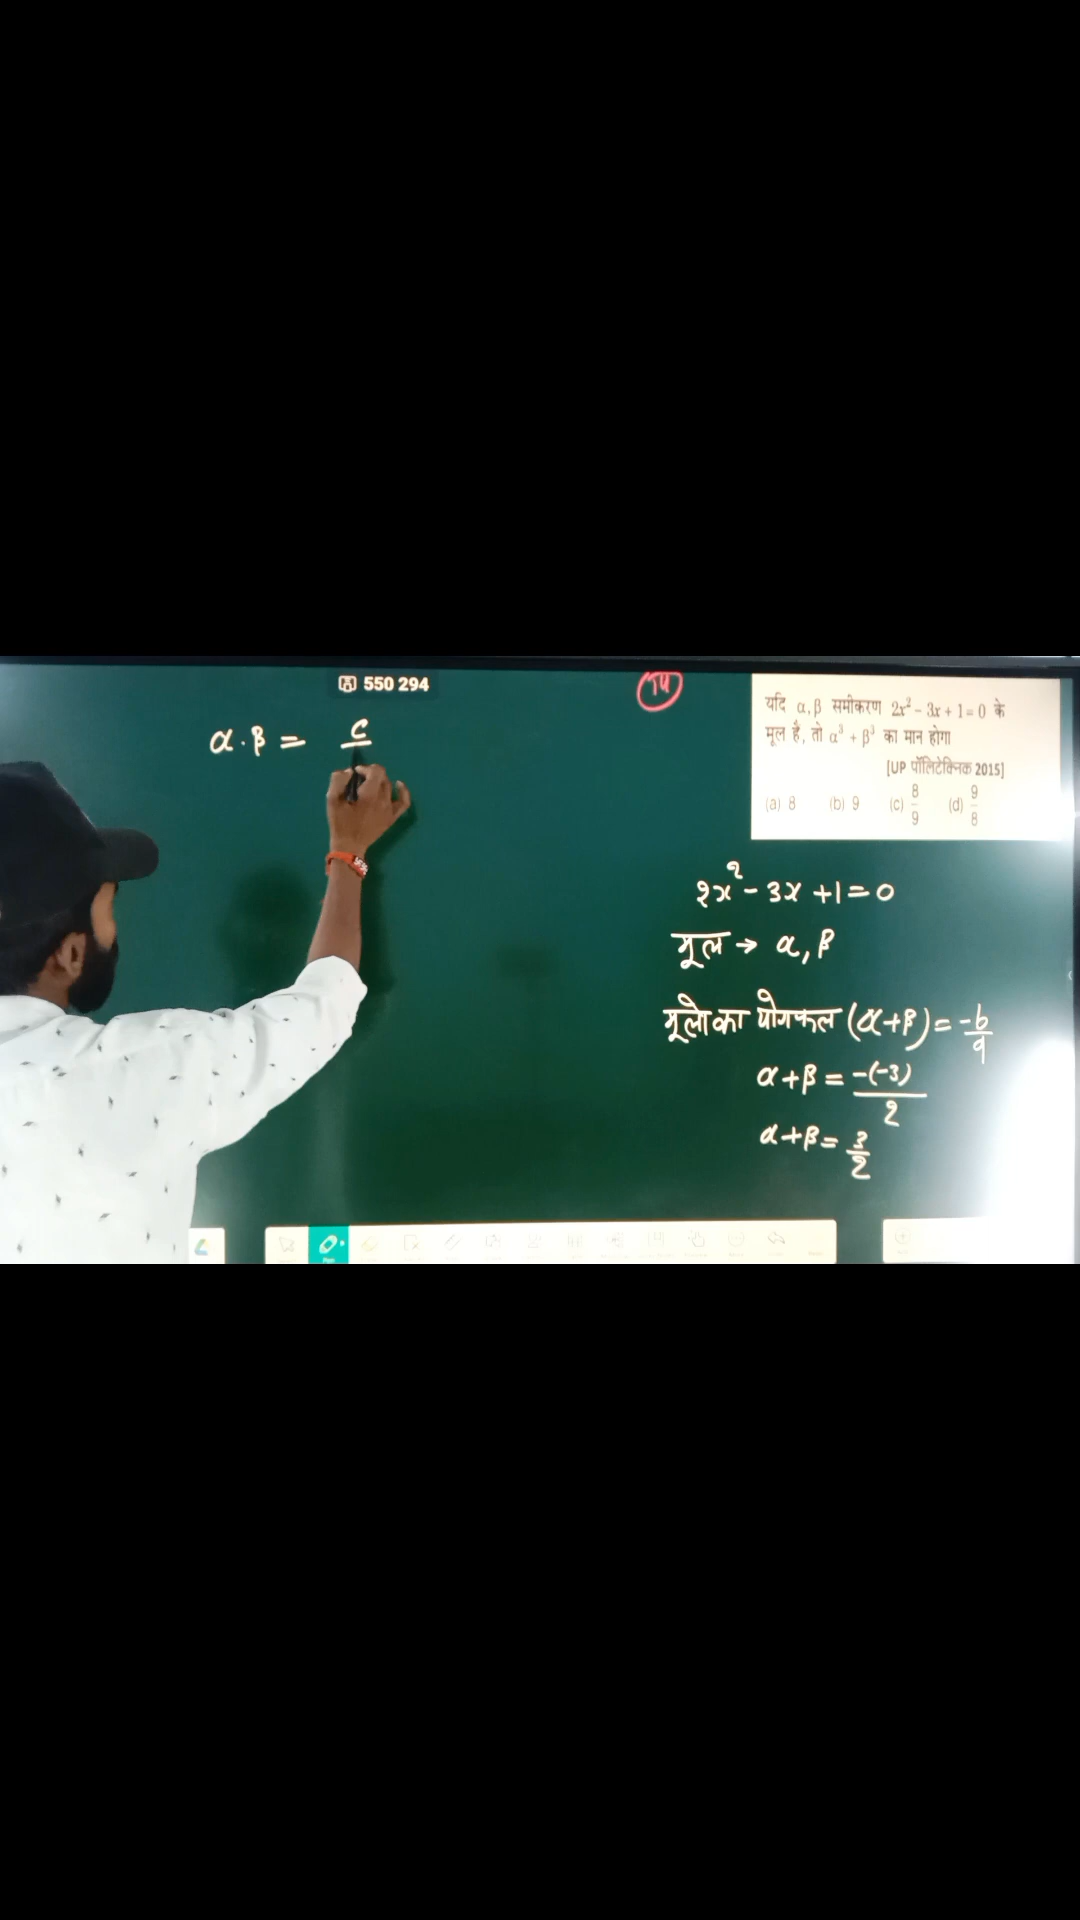 550 294
14
α.β = c
यदि α, β समीकरण 2x² - 3x + 1 = 0 के
मूल है, तो α³ + β³ का मान होगा
[UP पॉलिटेक्निक 2015]
(a) 8 (b) 9 (c) 8/9 (d) 9/8
2x² - 3x + 1 = 0
मूल → α, β
मूलो का योगफल (α+β) = -b/a
α+β = -(-3)/2
α+β = 3/2